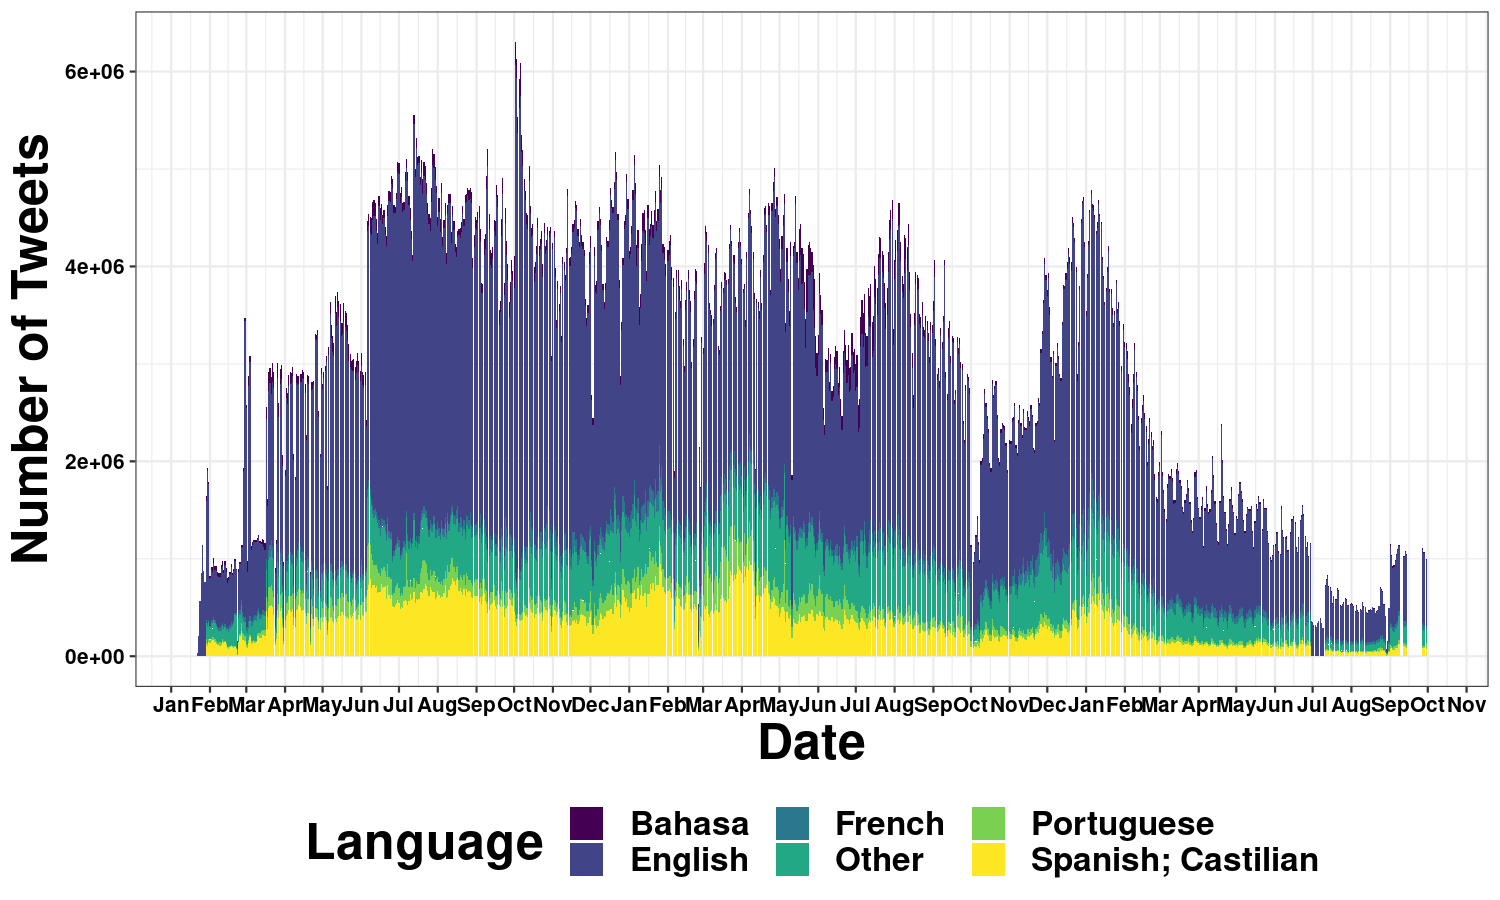 6e+06
4e+06
2e+06
0e+00
Number of Tweets
Jan Feb Mar Apr May Jun Jul Aug Sep Oct Nov Dec Jan Feb Mar Apr May Jun Jul Aug Sep Oct Nov Dec Jan Feb Mar Apr May Jun Jul Aug Sep Oct Nov
Date
Language
Bahasa French Portuguese
English Other Spanish; Castilian